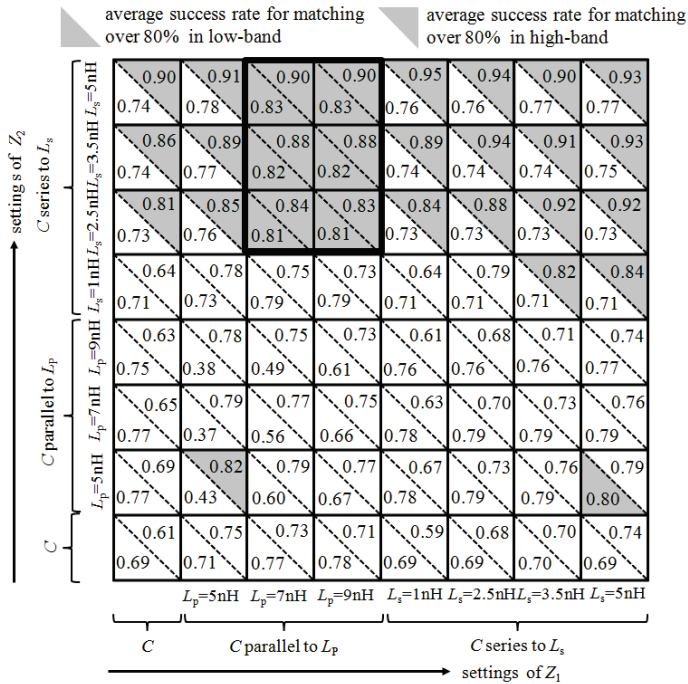 average success rate for matching
over 80% in low-band
average success rate for matching
over 80% in high-band
settings of Z2
C series to Ls
Ls=5nH
0.90 0.91 0.90 0.90 0.95 0.94 0.90 0.93
0.74 0.78 0.83 0.83 0.76 0.76 0.77 0.77
Ls=3.5nH
0.86 0.89 0.88 0.88 0.89 0.94 0.91 0.93
0.74 0.77 0.82 0.82 0.74 0.74 0.74 0.75
Ls=2.5nH
0.81 0.85 0.84 0.83 0.84 0.88 0.92 0.92
0.73 0.76 0.81 0.81 0.73 0.73 0.73 0.73
Ls=1nH
0.64 0.78 0.75 0.73 0.64 0.79 0.82 0.84
0.71 0.73 0.79 0.79 0.71 0.71 0.71 0.71
C parallel to Lp
Lp=9nH
0.63 0.78 0.75 0.73 0.61 0.68 0.71 0.74
0.75 0.38 0.49 0.61 0.76 0.76 0.76 0.77
Lp=7nH
0.65 0.79 0.77 0.75 0.63 0.70 0.73 0.76
0.77 0.37 0.56 0.66 0.78 0.79 0.79 0.79
Lp=5nH
0.69 0.82 0.79 0.77 0.67 0.73 0.76 0.79
0.77 0.43 0.60 0.67 0.78 0.79 0.79 0.80
C
0.61 0.75 0.73 0.71 0.59 0.68 0.70 0.74
0.69 0.71 0.77 0.78 0.69 0.69 0.70 0.69
Lp=5nH Lp=7nH Lp=9nH Ls=1nH Ls=2.5nH Ls=3.5nH Ls=5nH
C C parallel to LP C series to Ls
settings of Z1